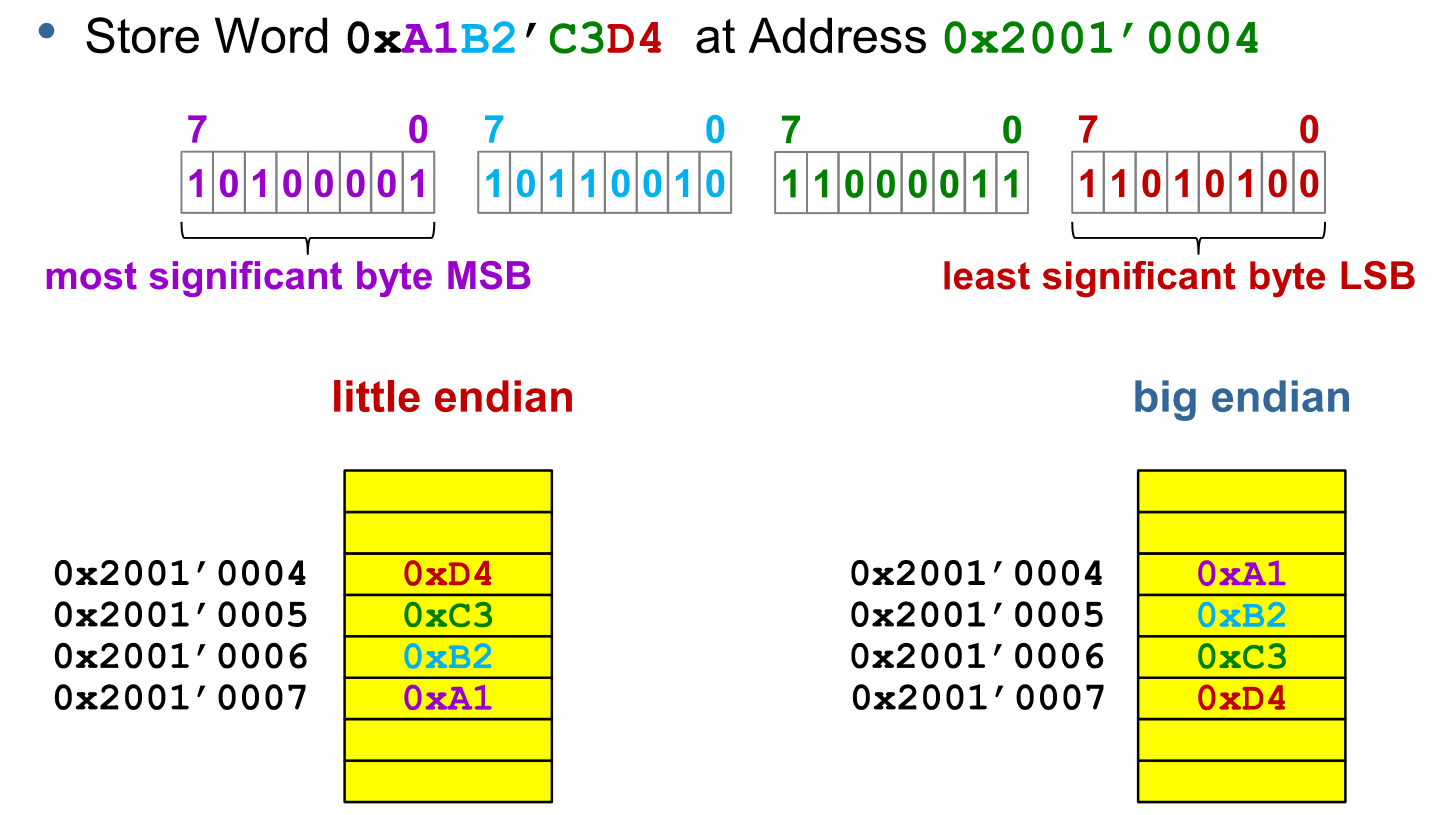 • Store Word 0xA1B2’C3D4 at Address 0x2001’0004
7 0 7 0 7 0 7 0
1 0 1 0 0 0 0 1 1 0 1 1 0 0 1 0 1 1 0 0 0 0 1 1 1 1 0 1 0 1 0 0
most significant byte MSB least significant byte LSB
little endian big endian
0x2001’0004 0xD4 0x2001’0004 0xA1
0x2001’0005 0xC3 0x2001’0005 0xB2
0x2001’0006 0xB2 0x2001’0006 0xC3
0x2001’0007 0xA1 0x2001’0007 0xD4